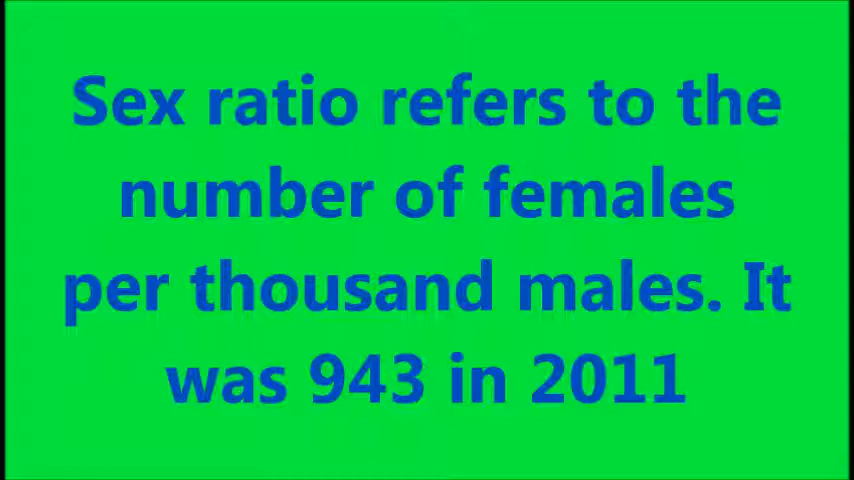 Sex ratio refers to the
number of females
per thousand males. It
was 943 in 2011